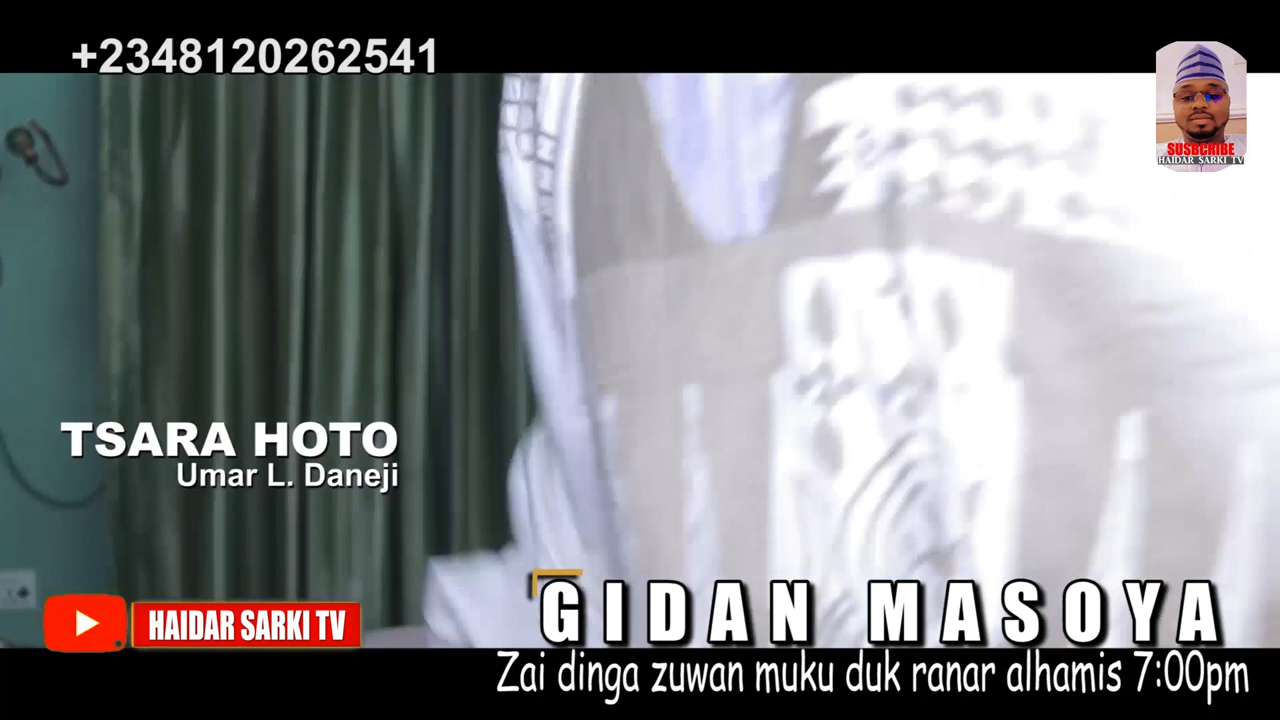 +2348120262541
SUSBCRIBE
HAIDAR SARKI TV
TSARA HOTO
Umar L. Daneji
HAIDAR SARKI TV
GIDAN MASOYA
Zai dinga zuwan muku duk ranar alhamis 7:00pm